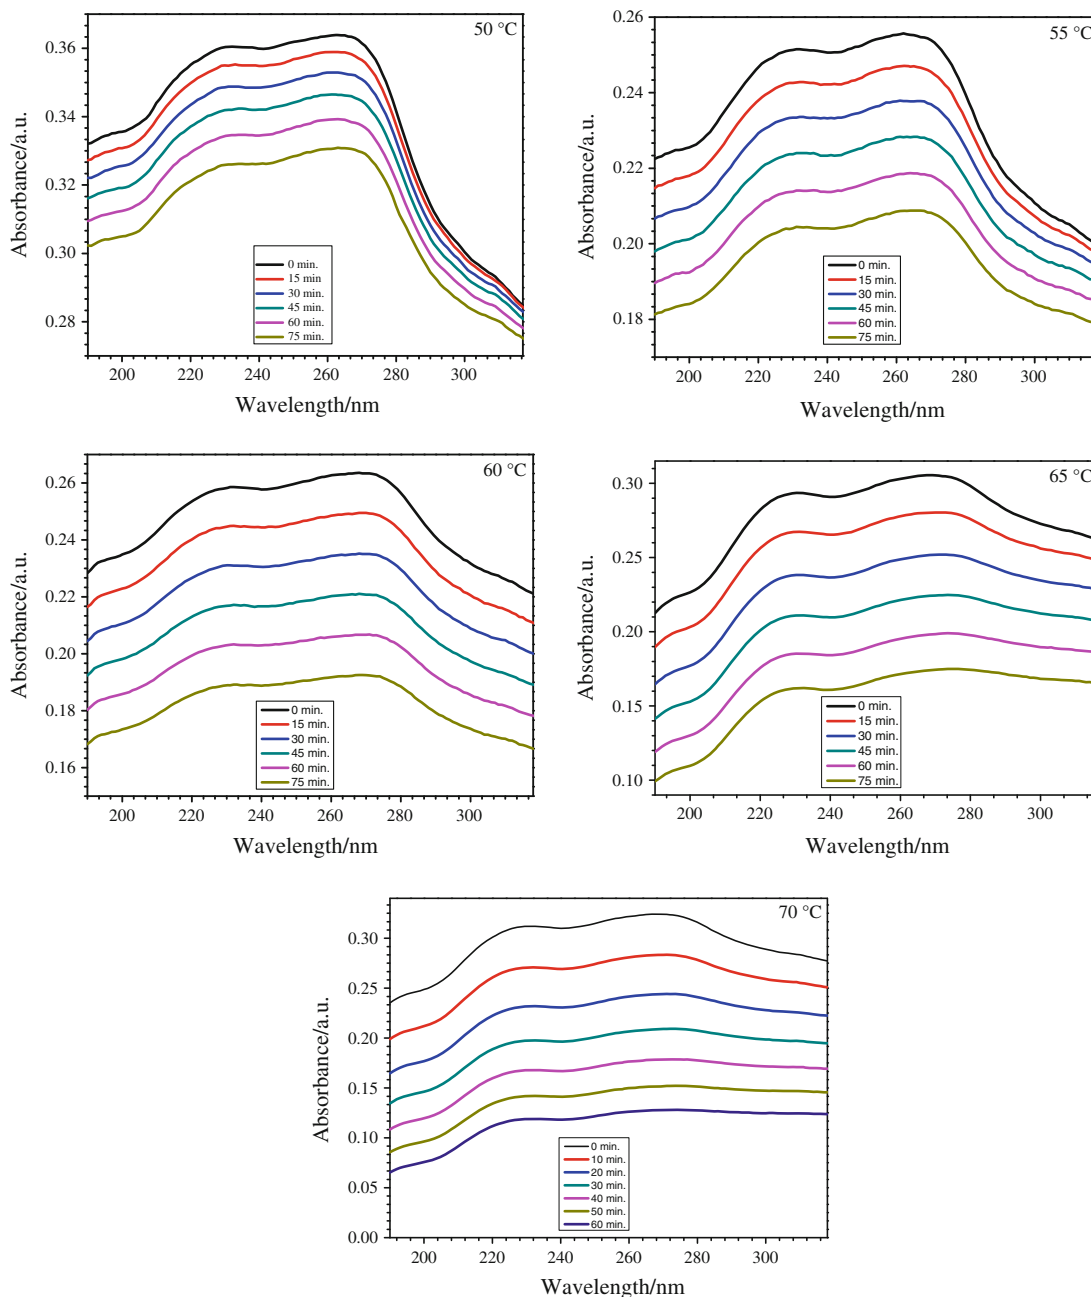 50 °C
Absorbance/a.u.
0.36
0.34
0.32
0.30
0.28
0 min.
15 min
30 min.
45 min.
60 min.
75 min.
200 220 240 260 280 300
Wavelength/nm
55 °C
Absorbance/a.u.
0.26
0.24
0.22
0.20
0.18
0 min.
15 min.
30 min.
45 min.
60 min.
75 min.
200 220 240 260 280 300
Wavelength/nm
60 °C
Absorbance/a.u.
0.26
0.24
0.22
0.20
0.18
0.16
0 min.
15 min.
30 min.
45 min.
60 min.
75 min.
200 220 240 260 280 300
Wavelength/nm
65 °C
Absorbance/a.u.
0.30
0.25
0.20
0.15
0.10
0 min.
15 min.
30 min.
45 min.
60 min.
75 min.
200 220 240 260 280 300
Wavelength/nm
70 °C
Absorbance/a.u.
0.30
0.25
0.20
0.15
0.10
0.05
0.00
0 min.
10 min.
20 min.
30 min.
40 min.
50 min.
60 min.
200 220 240 260 280 300
Wavelength/nm